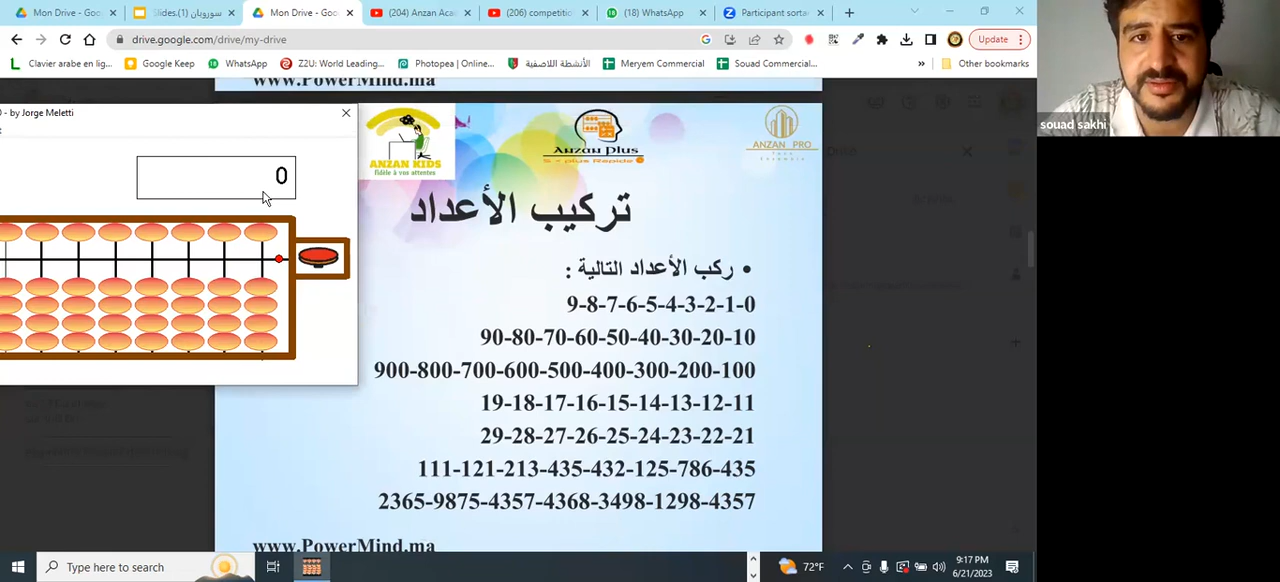 Mon Drive - Goo
Slides.(1) سوروبان
Mon Drive - Goo
(204) Anzan Aca
(206) competitio
(18) WhatsApp
Participant sorta
drive.google.com/drive/my-drive
Update
Clavier arabe en lig...
Google Keep
WhatsApp
Z2U: World Leading...
Photopea | Online...
الأنشطة اللاصفية
Meryem Commercial
Souad Commercial...
»
Other bookmarks
www.PowerMind.ma
0 - by Jorge Meletti
0
ANZAN KIDS
Fidèle à vos attentes
Anzan Plus
ANZAN PRO
souad sakhi
تركيب الأعداد
• ركب الأعداد التالية :
9-8-7-6-5-4-3-2-1-0
90-80-70-60-50-40-30-20-10
900-800-700-600-500-400-300-200-100
19-18-17-16-15-14-13-12-11
29-28-27-26-25-24-23-22-21
111-121-213-435-432-125-786-435
2365-9875-4357-4368-3498-1298-4357
www.PowerMind.ma
Type here to search
72°F
9:17 PM
6/21/2023